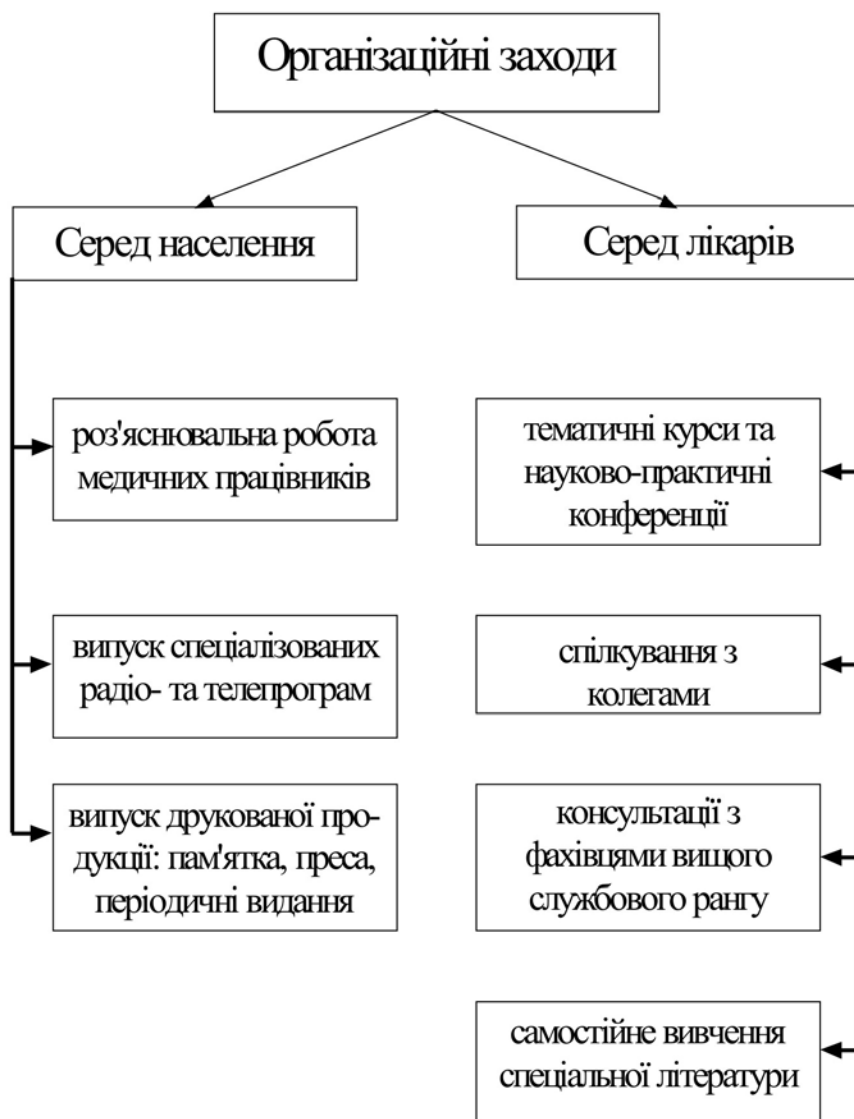 Організаційні заходи
Серед населення
роз'яснювальна робота
медичних працівників
випуск спеціалізованих
радіо- та телепрограм
випуск друкованої про-
дукції: пам'ятка, преса,
періодичні видання
Серед лікарів
тематичні курси та
науково-практичні
конференції
спілкування з
колегами
консультації з
фахівцями вищого
службового рангу
самостійне вивчення
спеціальної літератури